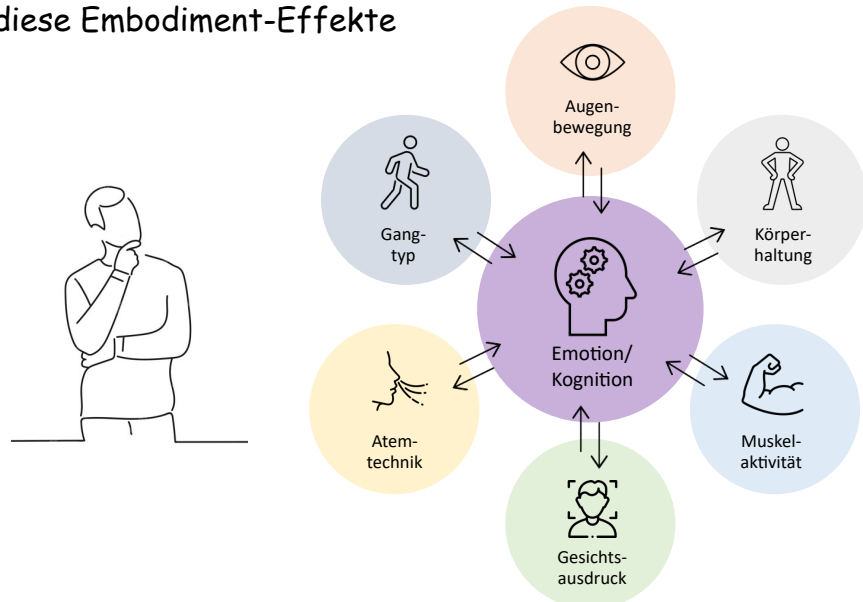 diese Embodiment-Effekte
Augen-
bewegung
Gang-
typ
Körper-
haltung
Emotion/
Kognition
Atem-
technik
Muskel-
aktivität
Gesichts-
ausdruck